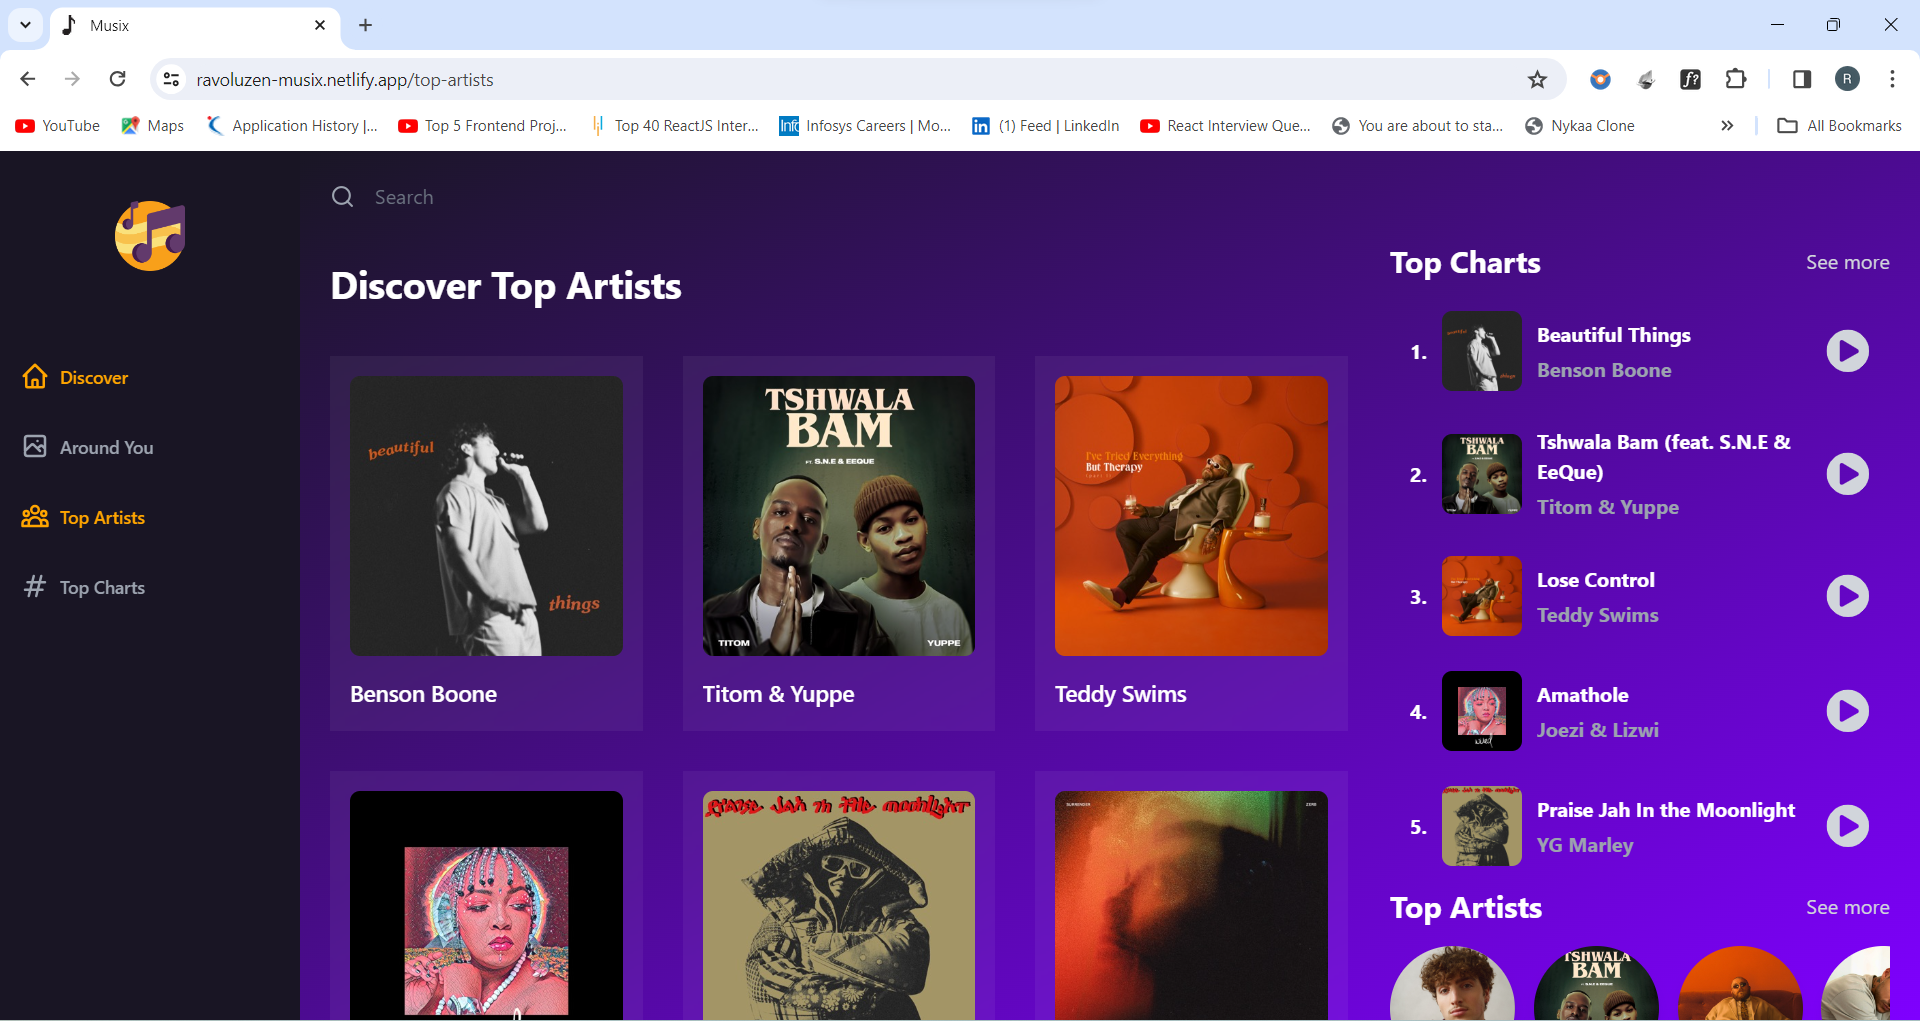 Musix
ravoluzen-musix.netlify.app/top-artists
R
YouTube
Maps
Application History |...
Top 5 Frontend Proj...
Top 40 ReactJS Inter...
Infosys Careers | Mo...
(1) Feed | LinkedIn
React Interview Que...
You are about to sta...
Nykaa Clone
All Bookmarks
Search
Discover
Around You
Top Artists
Top Charts
Discover Top Artists
beautiful
things
Benson Boone
TSHWALA
BAM
FT. S.N.E & EEQUE
TITOM
YUPPE
Titom & Yuppe
I've Tried Everything
But Therapy
Teddy Swims
PRAISE JAH IN THE MOONLIGHT
SURRENDER
Top Charts
See more
1.
Beautiful Things
Benson Boone
2.
TSHWALA
BAM
Tshwala Bam (feat. S.N.E &
EeQue)
Titom & Yuppe
3.
Lose Control
Teddy Swims
4.
Amathole
Joezi & Lizwi
5.
Praise Jah In the Moonlight
YG Marley
Top Artists
See more
TSHWALA
BAM